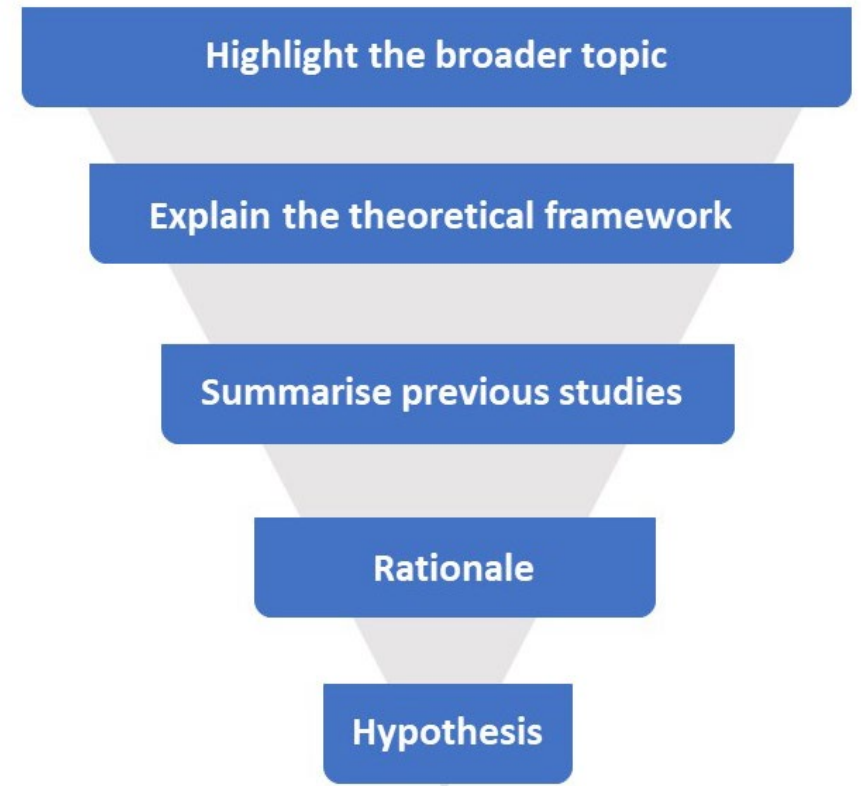 Highlight the broader topic
Explain the theoretical framework
Summarise previous studies
Rationale
Hypothesis